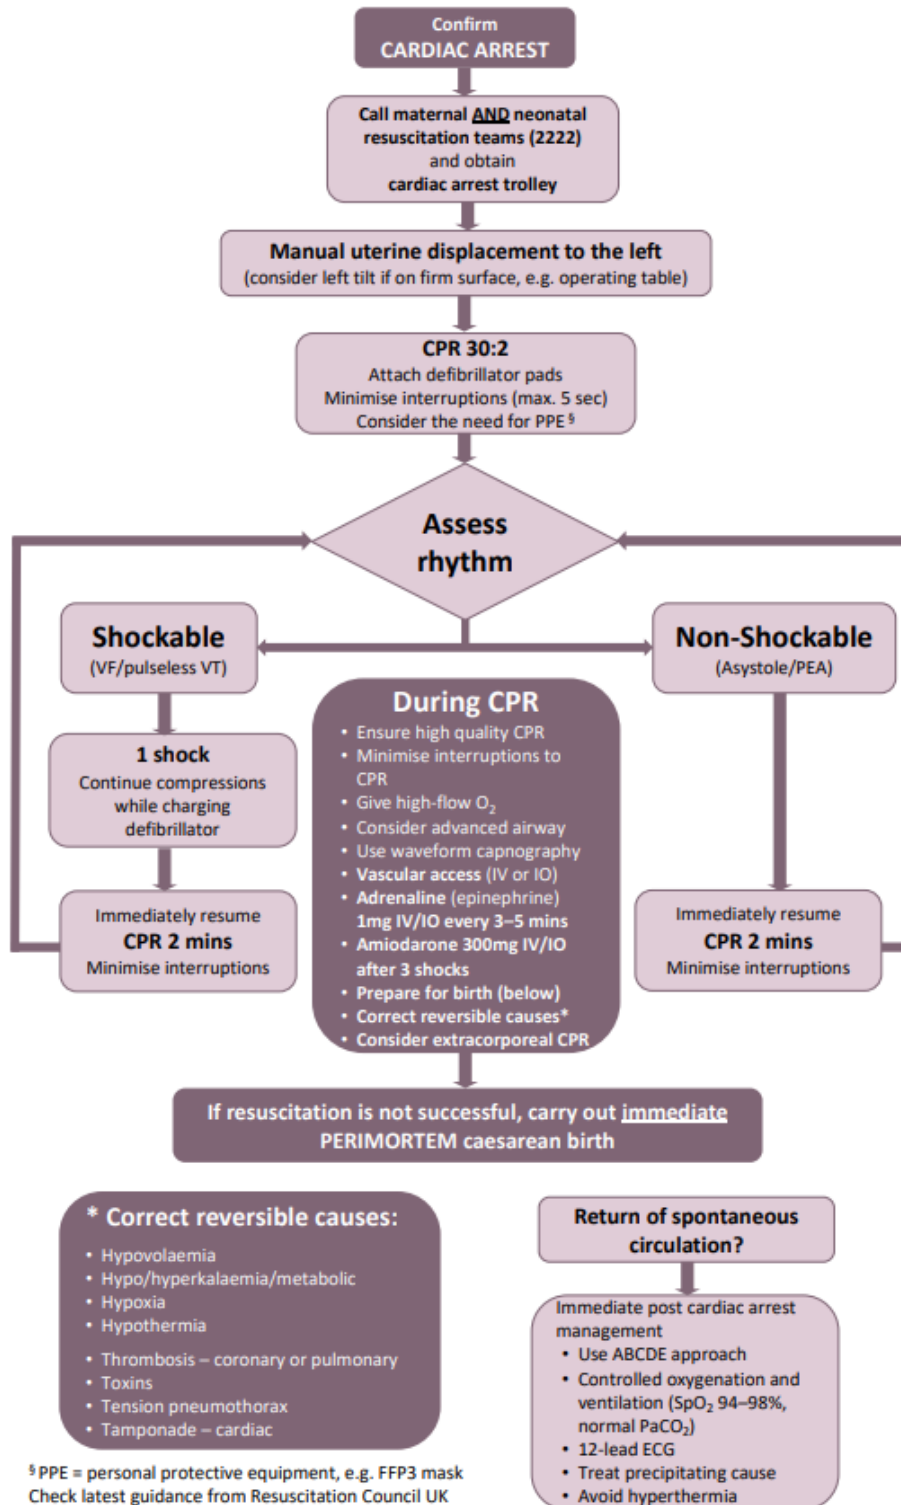 Confirm
CARDIAC ARREST
Call maternal AND neonatal
resuscitation teams (2222)
and obtain
cardiac arrest trolley
Manual uterine displacement to the left
(consider left tilt if on firm surface, e.g. operating table)
CPR 30:2
Attach defibrillator pads
Minimise interruptions (max. 5 sec)
Consider the need for PPE §
Assess
rhythm
Shockable
(VF/pulseless VT)
1 shock
Continue compressions
while charging
defibrillator
Immediately resume
CPR 2 mins
Minimise interruptions
During CPR
• Ensure high quality CPR
• Minimise interruptions to
CPR
• Give high-flow O₂
• Consider advanced airway
• Use waveform capnography
• Vascular access (IV or IO)
• Adrenaline (epinephrine)
1mg IV/IO every 3–5 mins
• Amiodarone 300mg IV/IO
after 3 shocks
• Prepare for birth (below)
• Correct reversible causes*
• Consider extracorporeal CPR
Non-Shockable
(Asystole/PEA)
Immediately resume
CPR 2 mins
Minimise interruptions
If resuscitation is not successful, carry out immediate
PERIMORTEM caesarean birth
* Correct reversible causes:
• Hypovolaemia
• Hypo/hyperkalaemia/metabolic
• Hypoxia
• Hypothermia
• Thrombosis – coronary or pulmonary
• Toxins
• Tension pneumothorax
• Tamponade – cardiac
§ PPE = personal protective equipment, e.g. FFP3 mask
Check latest guidance from Resuscitation Council UK
Return of spontaneous
circulation?
Immediate post cardiac arrest
management
• Use ABCDE approach
• Controlled oxygenation and
ventilation (SpO₂ 94–98%,
normal PaCO₂)
• 12-lead ECG
• Treat precipitating cause
• Avoid hyperthermia